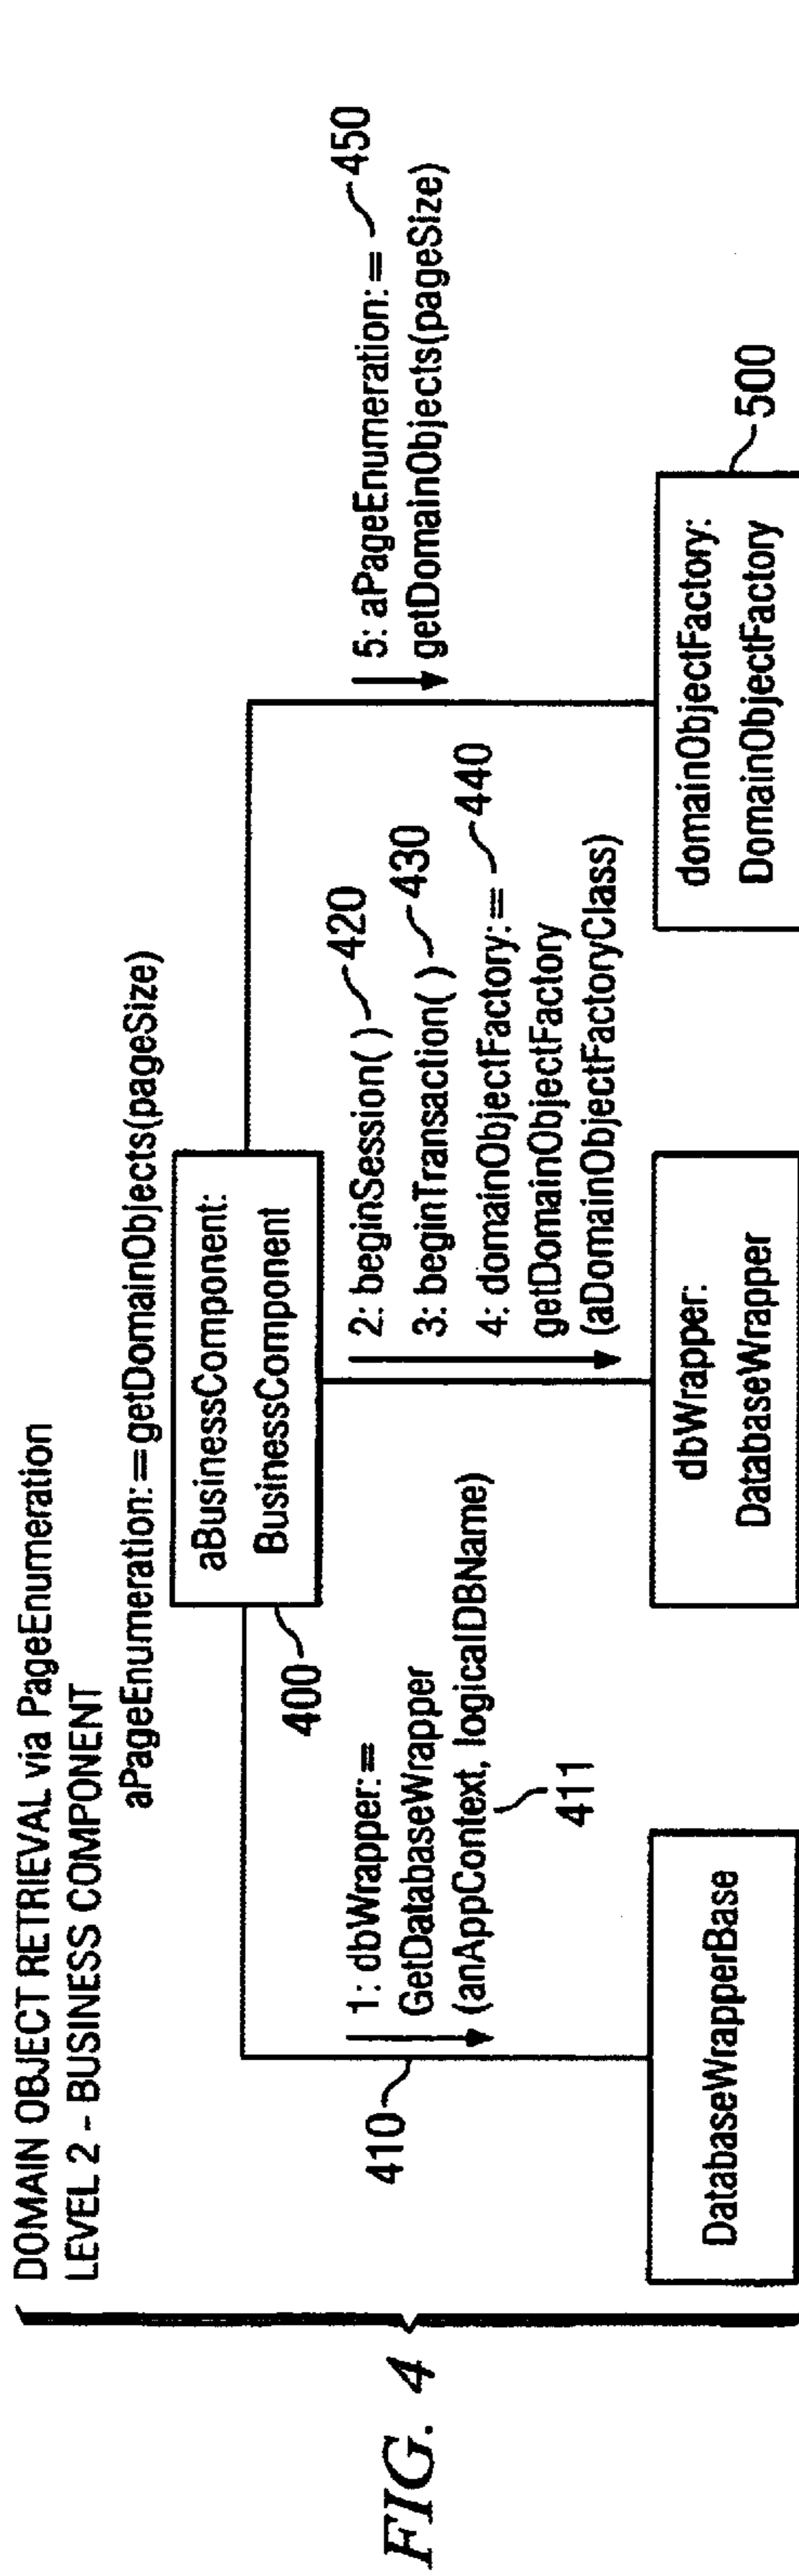 DOMAIN OBJECT RETRIEVAL via PageEnumeration
LEVEL 2 - BUSINESS COMPONENT
aPageEnumeration:=getDomainObjects(pageSize)
aBusinessComponent:
BusinessComponent
400
410
1: dbWrapper:=
GetDatabaseWrapper
(anAppContext, logicalDBName)
411
2: beginSession( )
420
3: beginTransaction( )
430
4: domainObjectFactory:=
440
getDomainObjectFactory
(aDomainObjectFactoryClass)
5: aPageEnumeration:=
450
getDomainObjects(pageSize)
DatabaseWrapperBase
dbWrapper:
DatabaseWrapper
domainObjectFactory:
DomainObjectFactory
500
FIG. 4